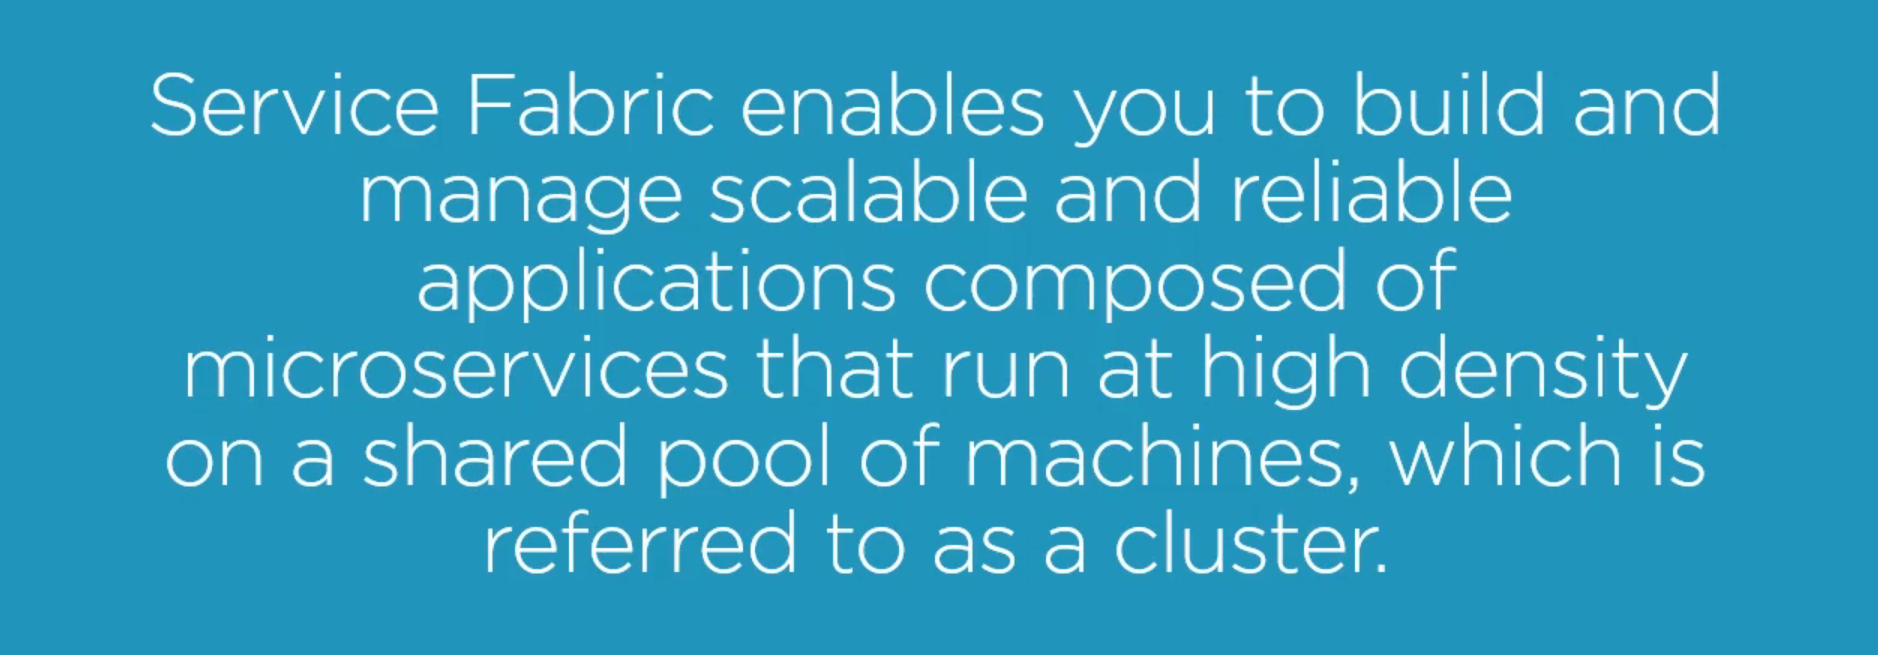 Service Fabric enables you to build and
manage scalable and reliable
applications composed of
microservices that run at high density
on a shared pool of machines, which is
referred to as a cluster.